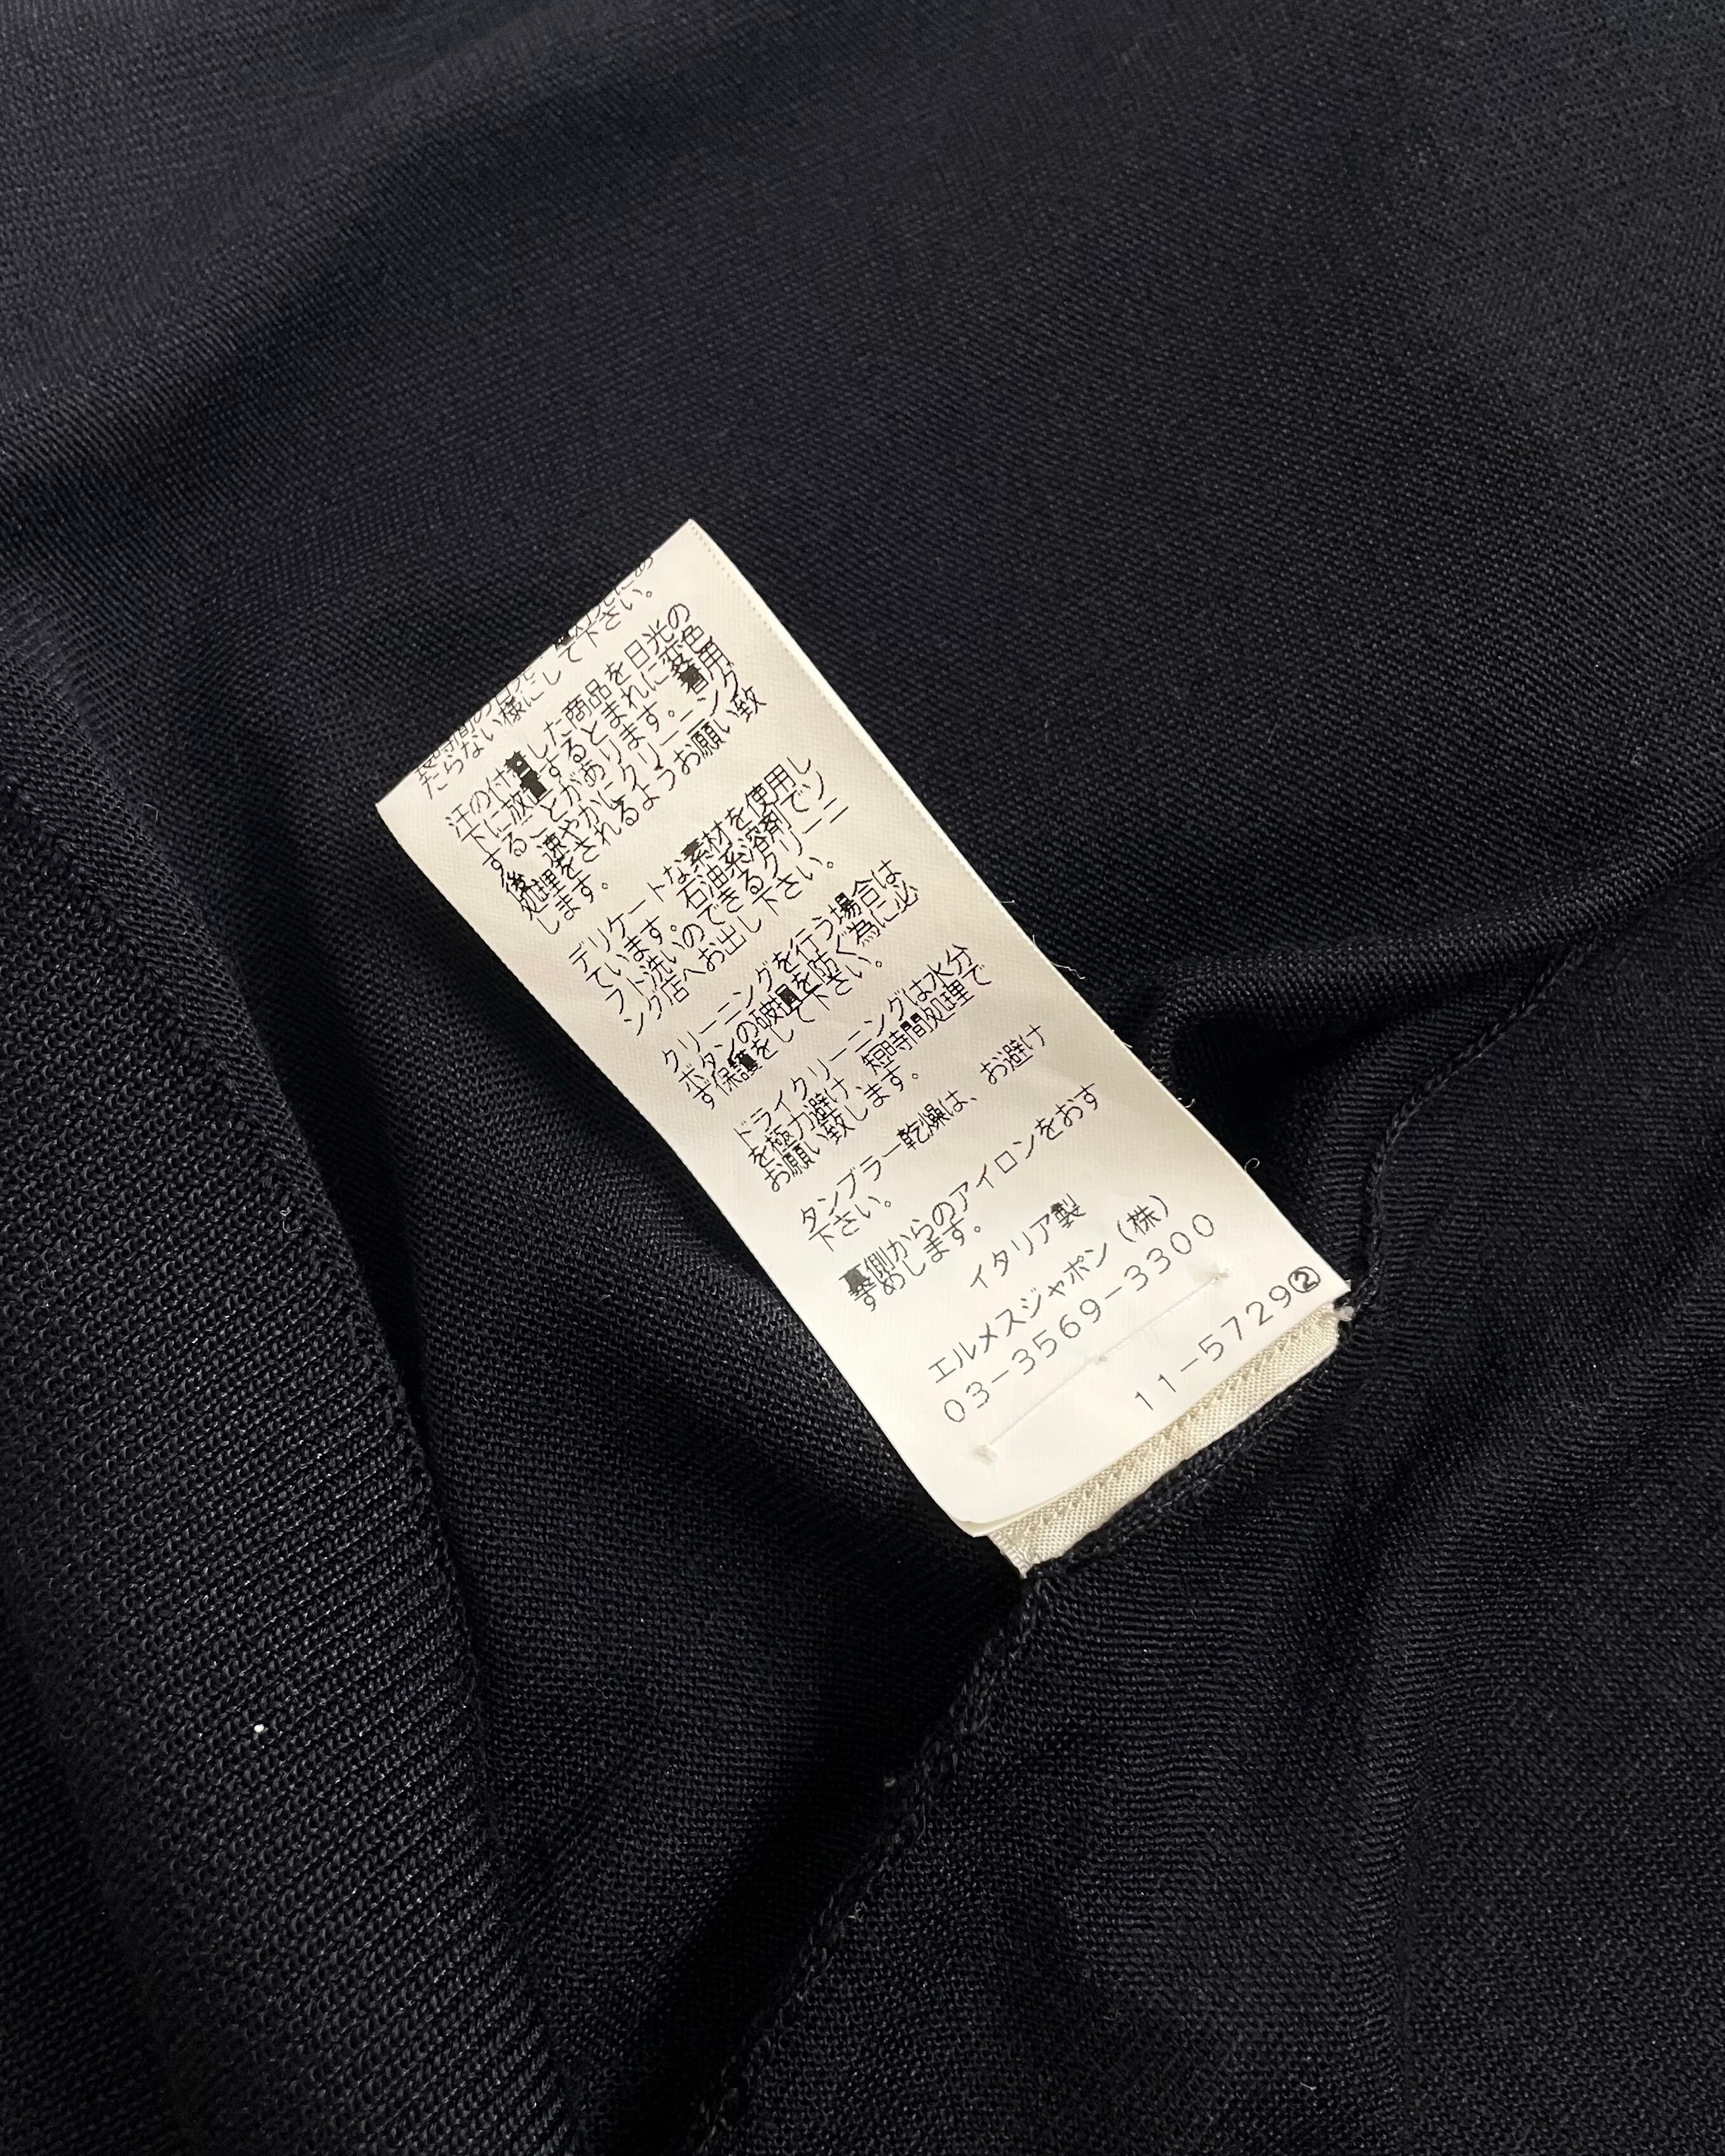 たらない様にして下さい。
汗の付着した商品を日光の
下に放置するとまれに変色
することがあります。着用
後速やかにクリーニング
処理をされるようお願い致
します。
デリケートな素材を使用し
ています。石油系溶剤でソ
フト洗いのできるクリーニ
ング店へお出し下さい。
クリーニングを行う場合は
ボタンの破損を防ぐ為に必
ず保護をして下さい。
ドライクリーニングは水分
を極力避け、短時間処理で
お願い致します。
タンブラー乾燥は、お避け
下さい。
裏側からのアイロンをおす
すめします。
イタリア製
エルメスジャポン(株)
03-3569-3300
11-5729②